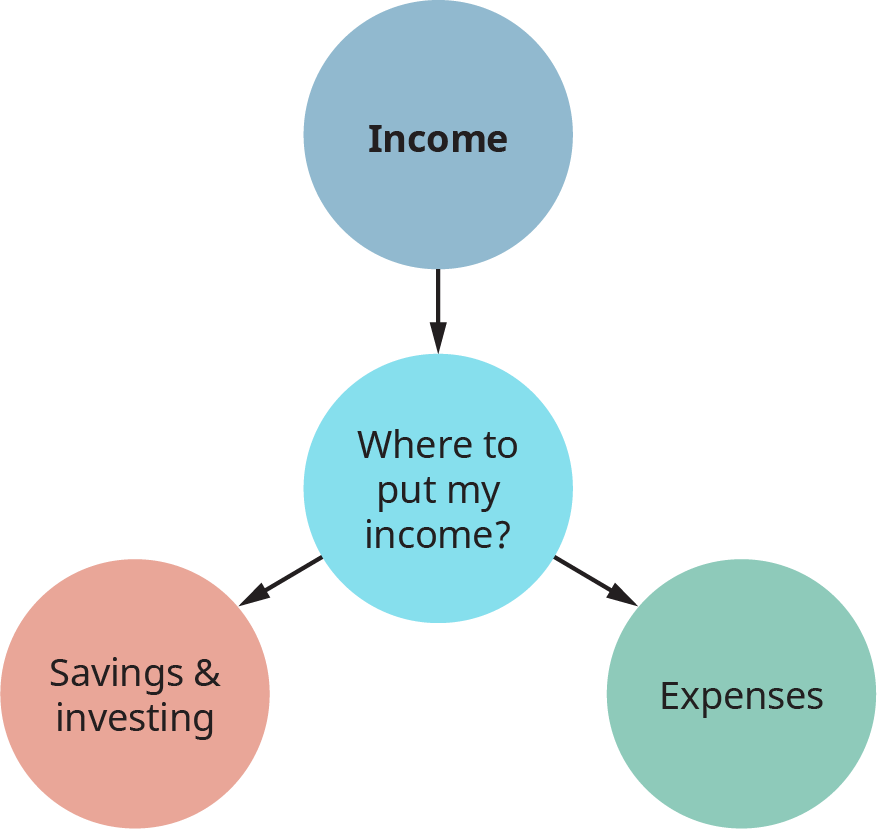 Income
Where to
put my
income?
Savings &
investing
Expenses